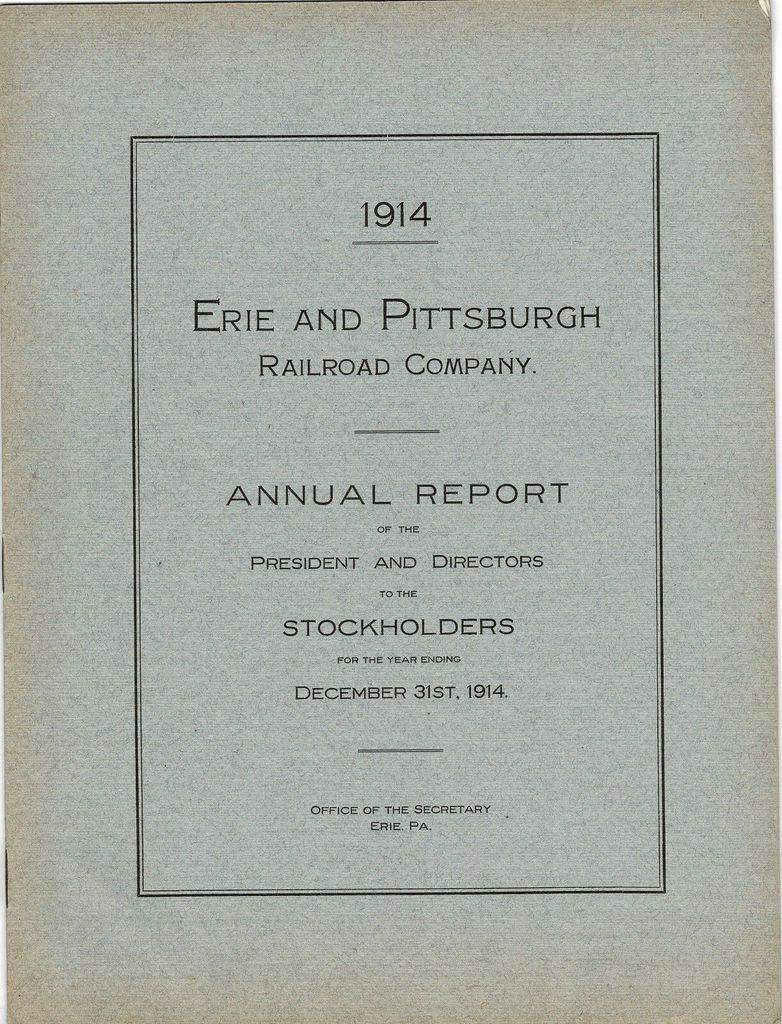 1914
ERIE AND PITTSBURGH
RAILROAD COMPANY.
ANNUAL REPORT
OF THE
PRESIDENT AND DIRECTORS
TO THE
STOCKHOLDERS
FOR THE YEAR ENDING
DECEMBER 31ST, 1914.
OFFICE OF THE SECRETARY
ERIE, PA.